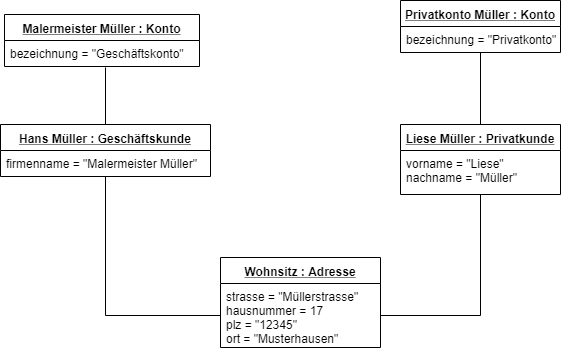 Malermeister Müller : Konto
bezeichnung = "Geschäftskonto"
Privatkonto Müller : Konto
bezeichnung = "Privatkonto"
Hans Müller : Geschäftskunde
firmenname = "Malermeister Müller"
Liese Müller : Privatkunde
vorname = "Liese"
nachname = "Müller"
Wohnsitz : Adresse
strasse = "Müllerstrasse"
hausnummer = 17
plz = "12345"
ort = "Musterhausen"